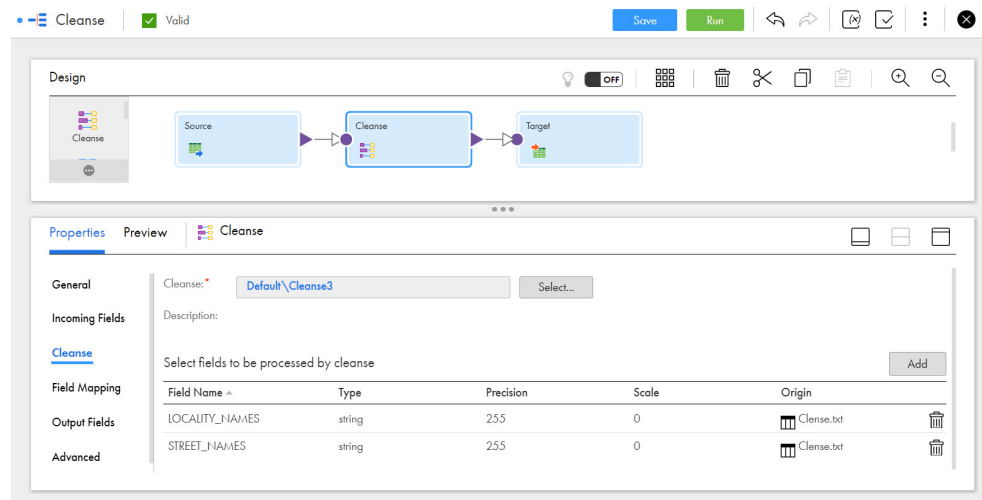 Cleanse Valid Save Run (x)
Design OFF
Cleanse
Source Cleanse Target
Properties Preview Cleanse
General
Incoming Fields
Cleanse
Field Mapping
Output Fields
Advanced
Cleanse:* Default\Cleanse3 Select...
Description:
Select fields to be processed by cleanse Add
Field Name Type Precision Scale Origin
LOCALITY_NAMES string 255 0 Clense.txt
STREET_NAMES string 255 0 Clense.txt